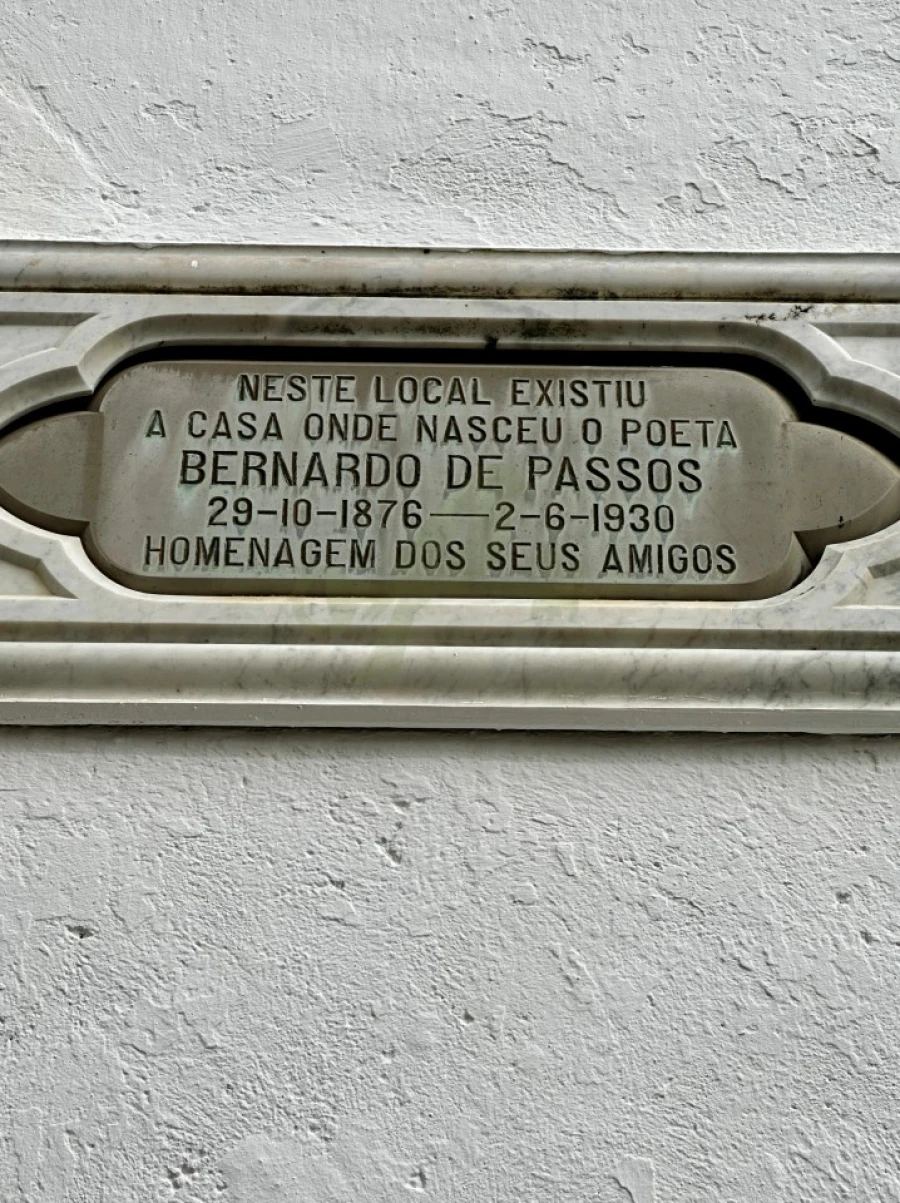 NESTE LOCAL EXISTIU
A CASA ONDE NASCEU O POETA
BERNARDO DE PASSOS
29-10-1876 — 2-6-1930
HOMENAGEM DOS SEUS AMIGOS